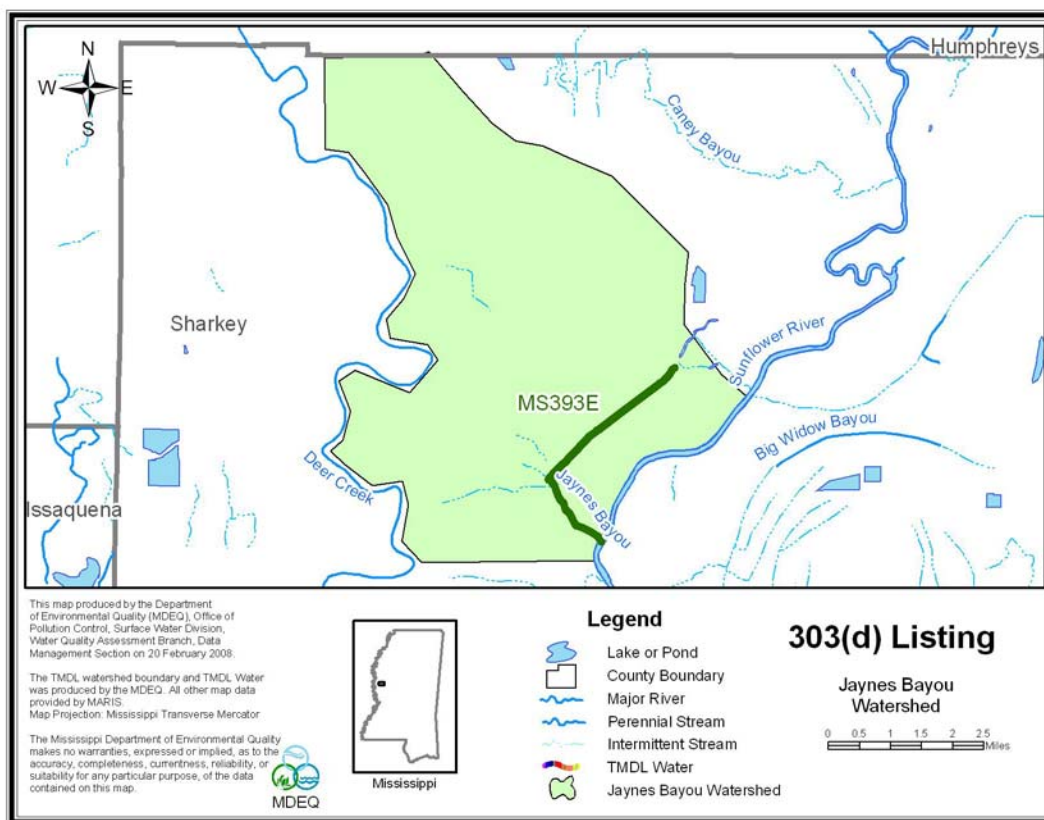 N
W E
S
Humphreys
Caney Bayou
Sharkey
Sunflower River
MS393E
Big Widow Bayou
Deer Creek
Jaynes Bayou
Issaquena
This map produced by the Department
of Environmental Quality (MDEQ), Office of
Pollution Control, Surface Water Division,
Water Quality Assessment Branch, Data
Management Section on 20 February 2008.
The TMDL watershed boundary and TMDL Water
was produced by the MDEQ. All other map data
provided by MARIS.
Map Projection: Mississippi Transverse Mercator
The Mississippi Department of Environmental Quality
makes no warranties, expressed or implied, as to the
accuracy, completeness, currentness, reliability, or
suitability for any particular purpose, of the data
contained on this map.
MDEQ
Mississippi
Legend
Lake or Pond
County Boundary
Major River
Perennial Stream
Intermittent Stream
TMDL Water
Jaynes Bayou Watershed
303(d) Listing
Jaynes Bayou
Watershed
0 0.5 1 1.5 2 2.5
Miles